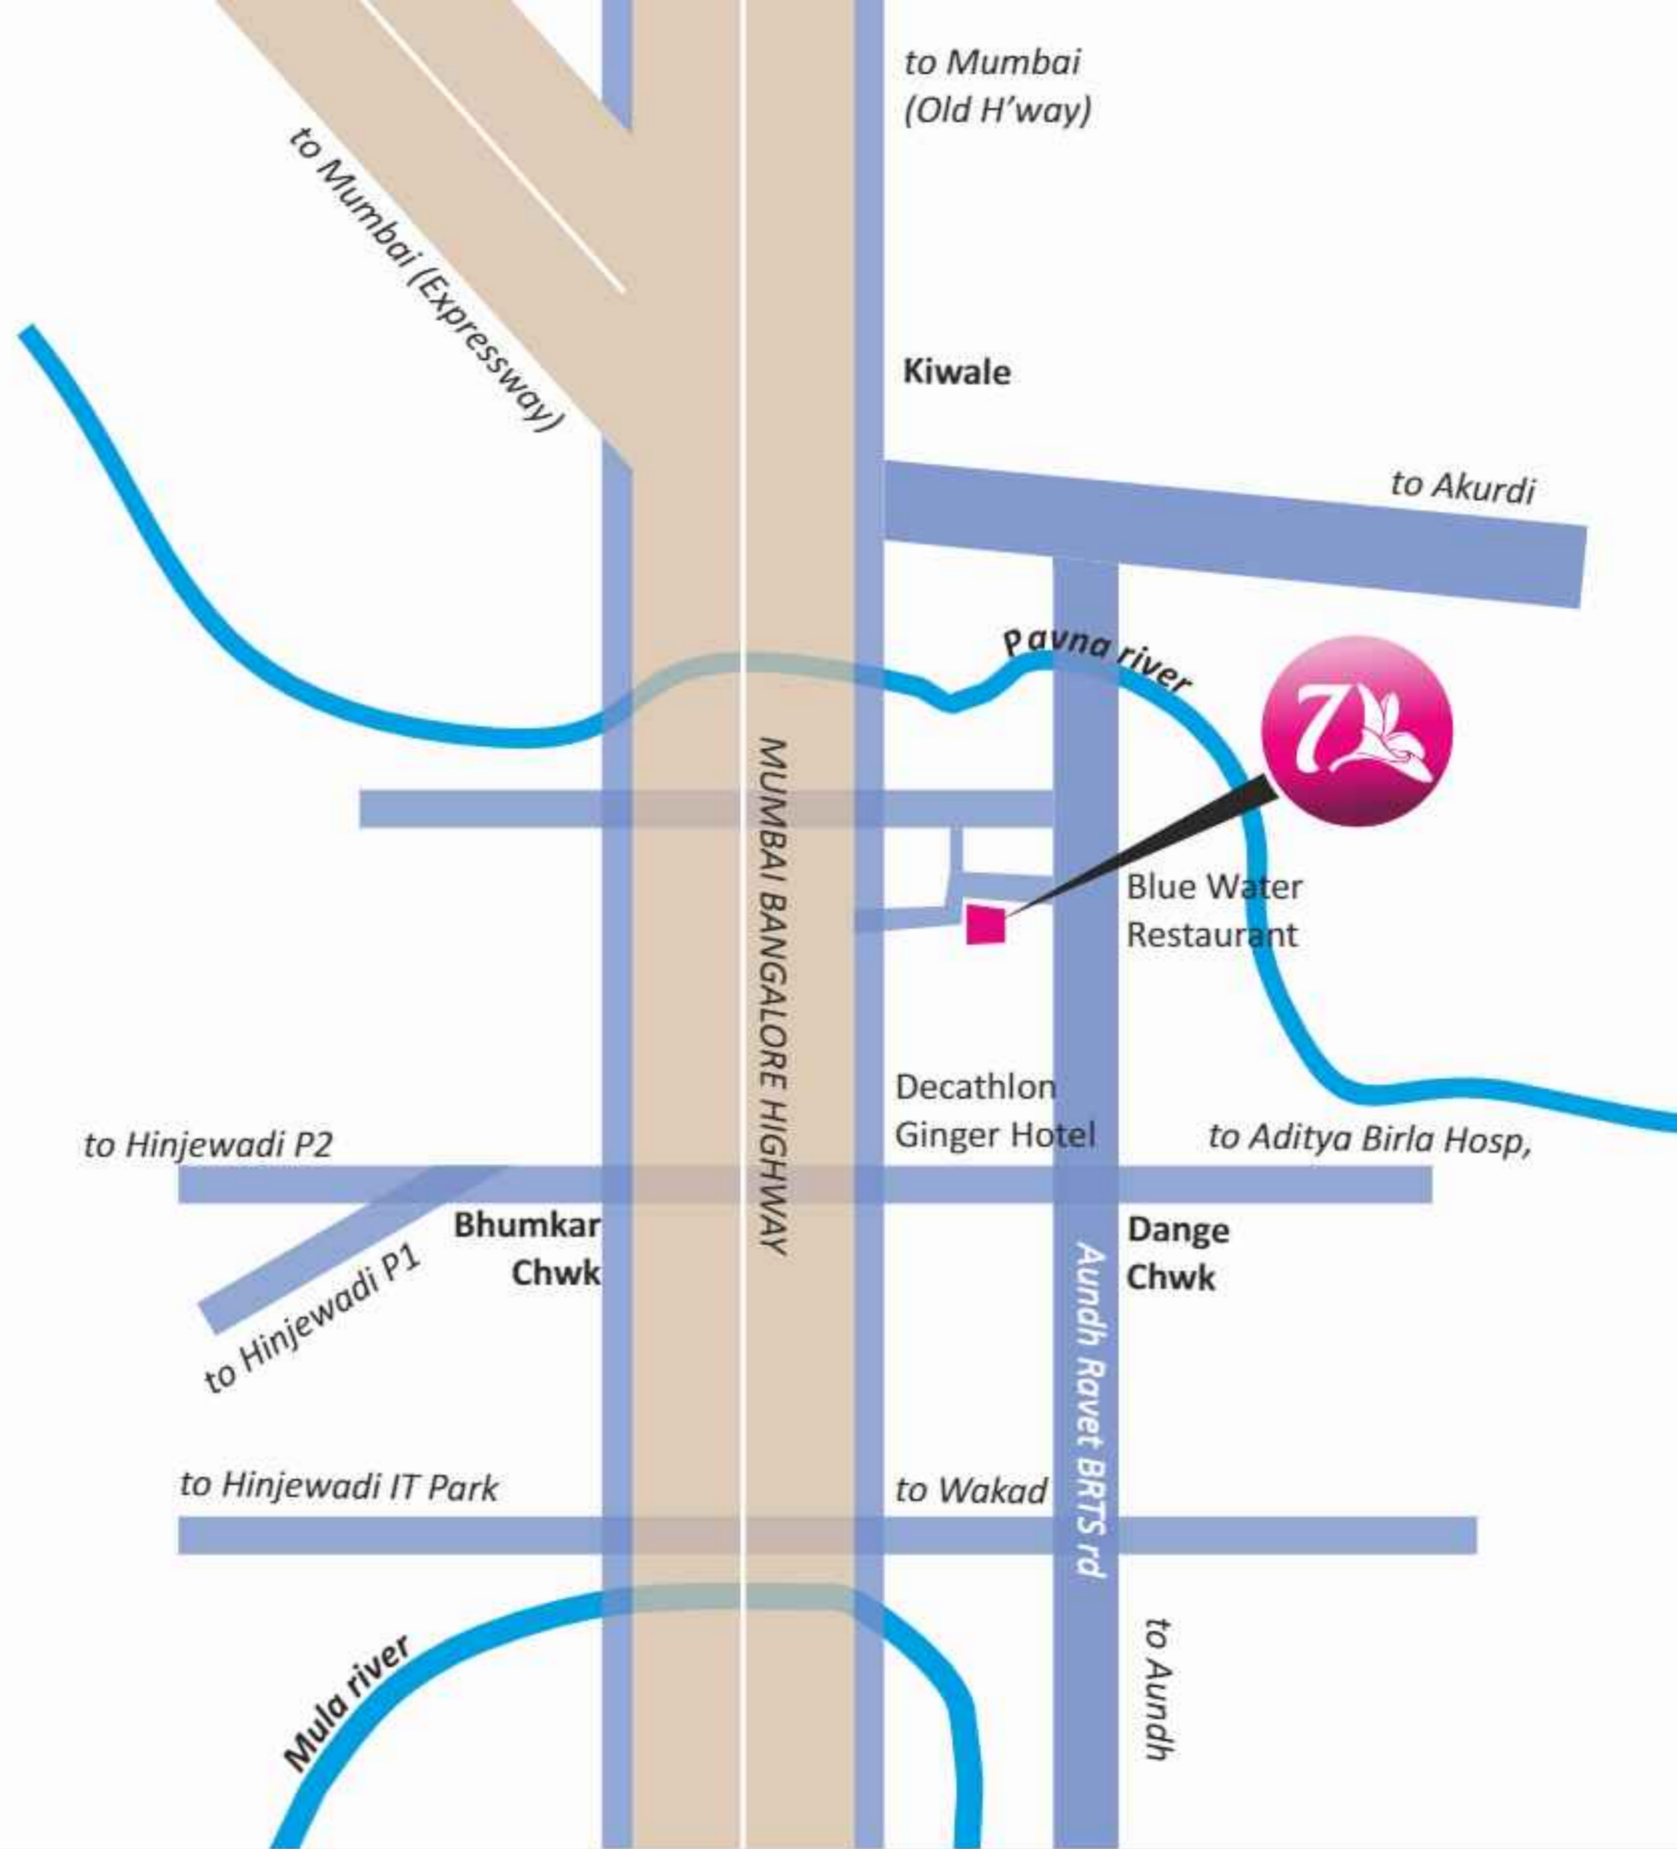 to Mumbai
(Old H'way)
to Mumbai (Expressway)
Kiwale
to Akurdi
Pavna river
7
MUMBAI BANGALORE HIGHWAY
Blue Water
Restaurant
Decathlon
Ginger Hotel
to Hinjewadi P2
to Aditya Birla Hosp,
Bhumkar
Chwk
Dange
Chwk
to Hinjewadi P1
Aundh Ravet BRTS rd
to Hinjewadi IT Park
to Wakad
Mula river
to Aundh